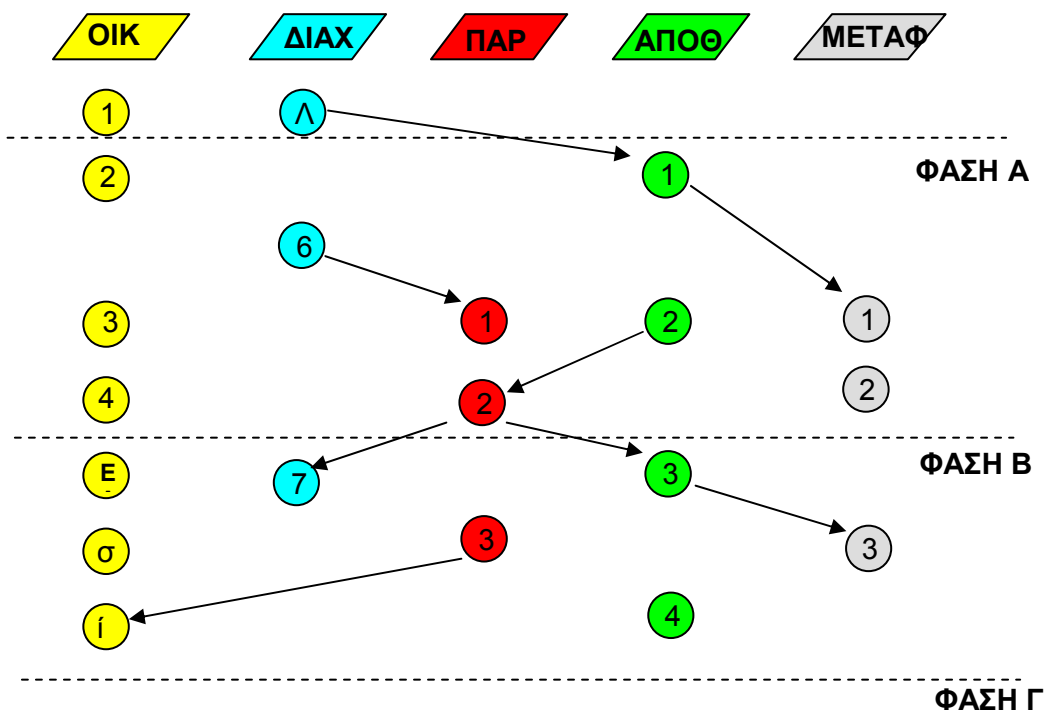 ΟΙΚ ΔΙΑΧ ΠΑΡ ΑΠΟΘ ΜΕΤΑΦ
1 Λ
2 1 ΦΑΣΗ Α
6
3 1 2 1
4 2 2
Ε 7 3 ΦΑΣΗ Β
σ 3 3
ί 4
ΦΑΣΗ Γ